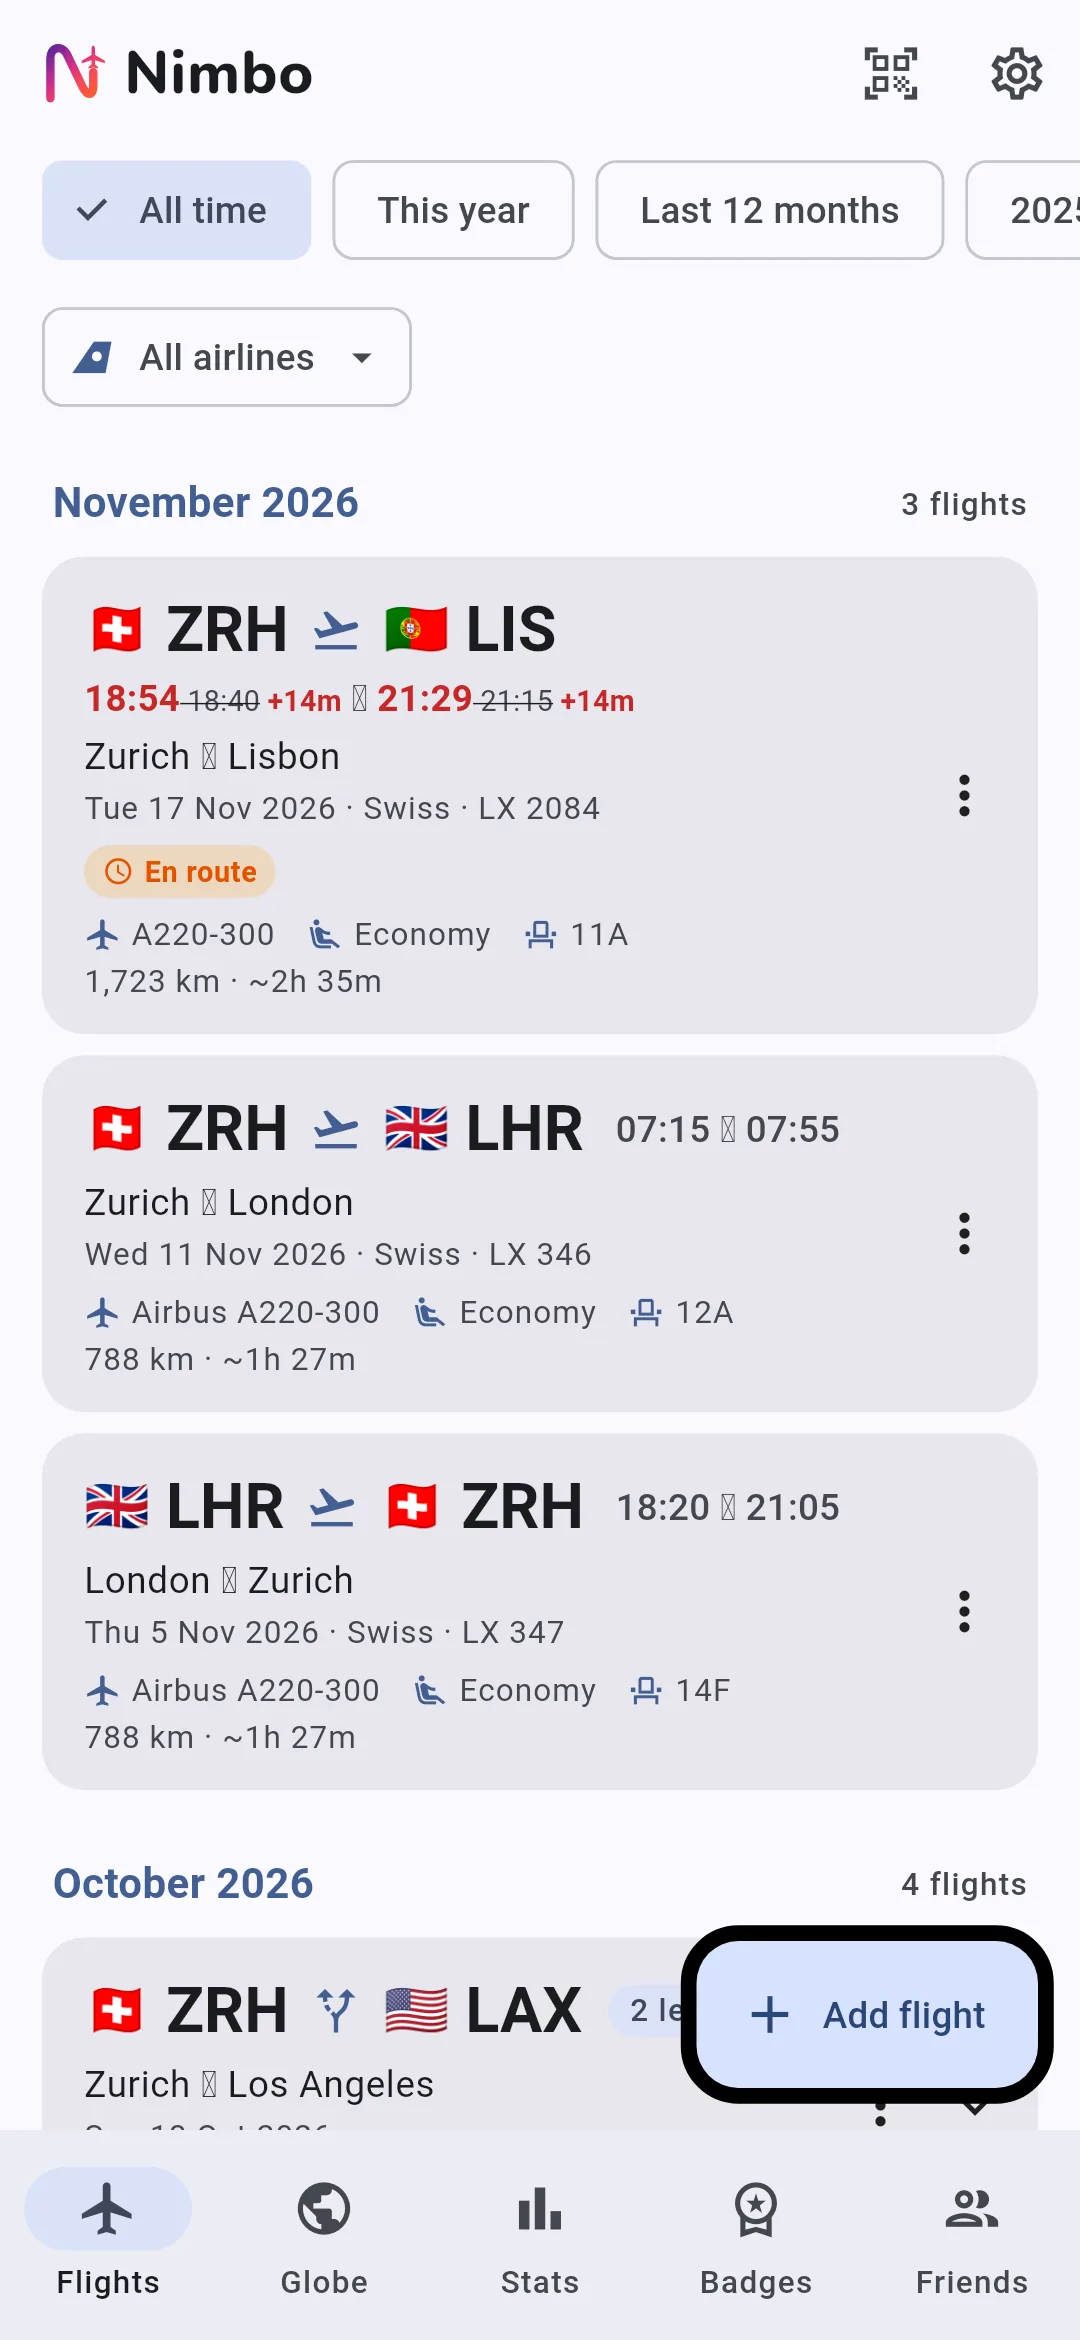 Nimbo
All time
This year
Last 12 months
2025
All airlines
November 2026
3 flights
ZRH LIS
18:54 18:40 +14m 21:29 21:15 +14m
Zurich Lisbon
Tue 17 Nov 2026 · Swiss · LX 2084
En route
A220-300 Economy 11A
1,723 km · ~2h 35m
ZRH LHR 07:15 07:55
Zurich London
Wed 11 Nov 2026 · Swiss · LX 346
Airbus A220-300 Economy 12A
788 km · ~1h 27m
LHR ZRH 18:20 21:05
London Zurich
Thu 5 Nov 2026 · Swiss · LX 347
Airbus A220-300 Economy 14F
788 km · ~1h 27m
October 2026
4 flights
ZRH LAX 2
Add flight
Zurich Los Angeles
Flights
Globe
Stats
Badges
Friends